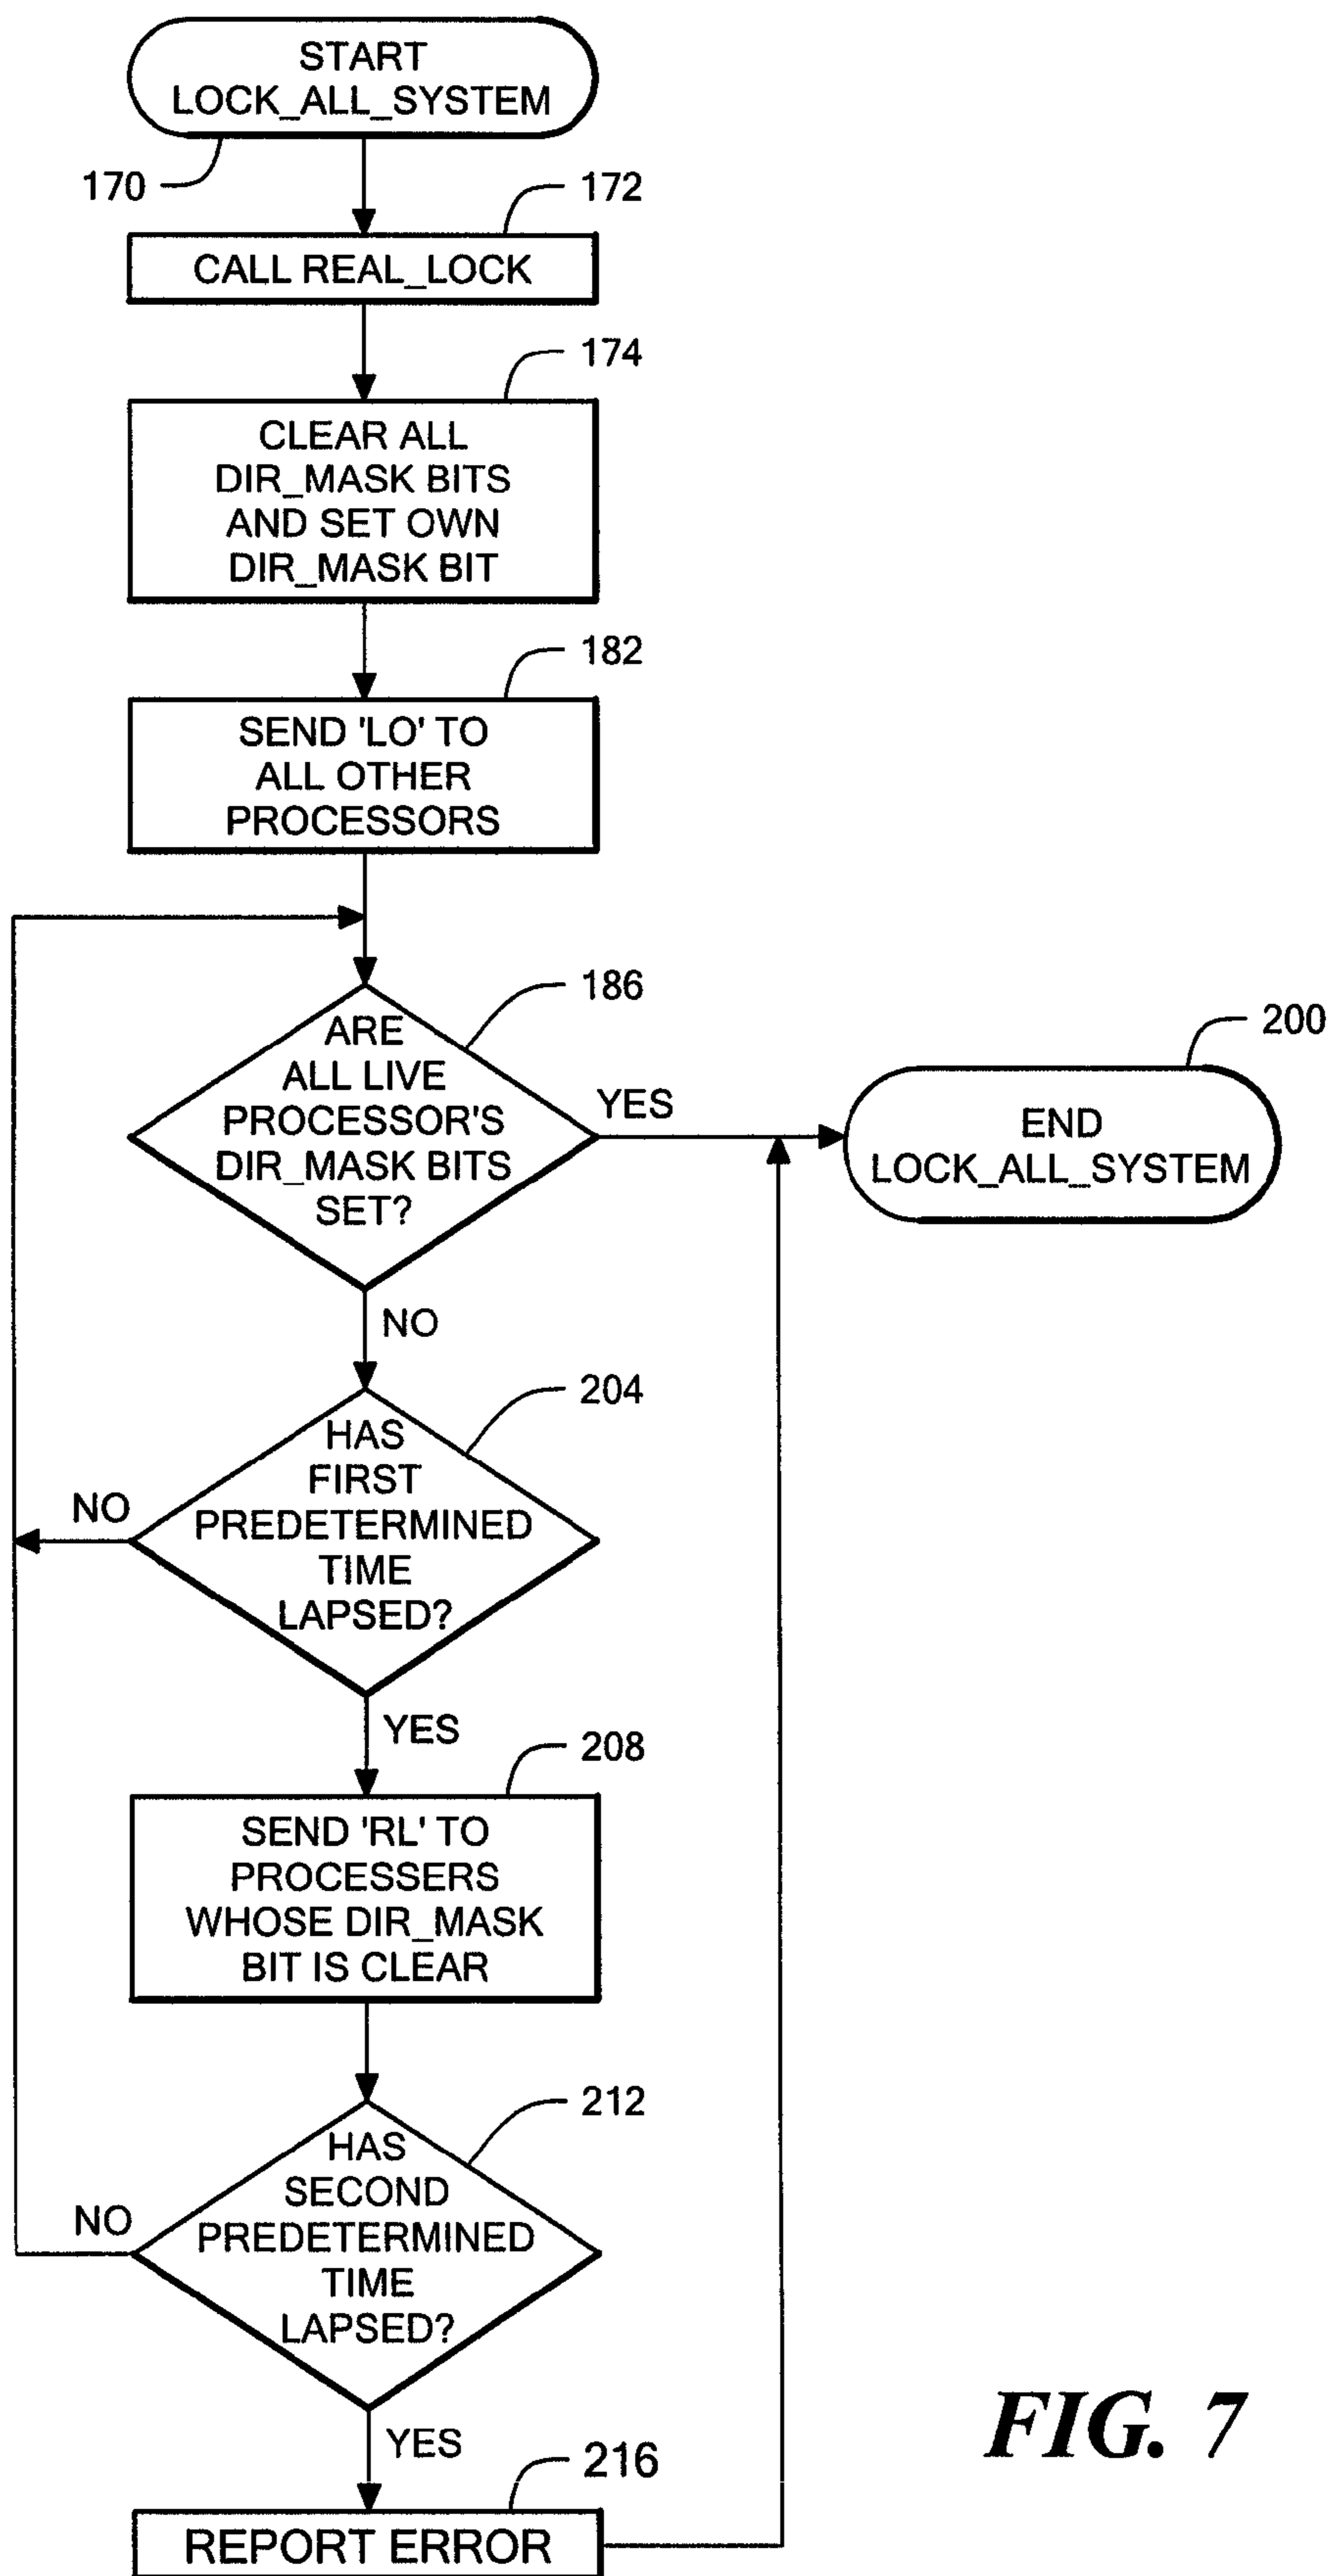 START
LOCK_ALL_SYSTEM
170
172
CALL REAL_LOCK
174
CLEAR ALL
DIR_MASK BITS
AND SET OWN
DIR_MASK BIT
182
SEND 'LO' TO
ALL OTHER
PROCESSORS
186
ARE
ALL LIVE
PROCESSOR'S
DIR_MASK BITS
SET?
YES
200
END
LOCK_ALL_SYSTEM
NO
204
HAS
FIRST
PREDETERMINED
TIME
LAPSED?
NO
YES
208
SEND 'RL' TO
PROCESSERS
WHOSE DIR_MASK
BIT IS CLEAR
212
HAS
SECOND
PREDETERMINED
TIME
LAPSED?
NO
YES
216
REPORT ERROR
FIG. 7